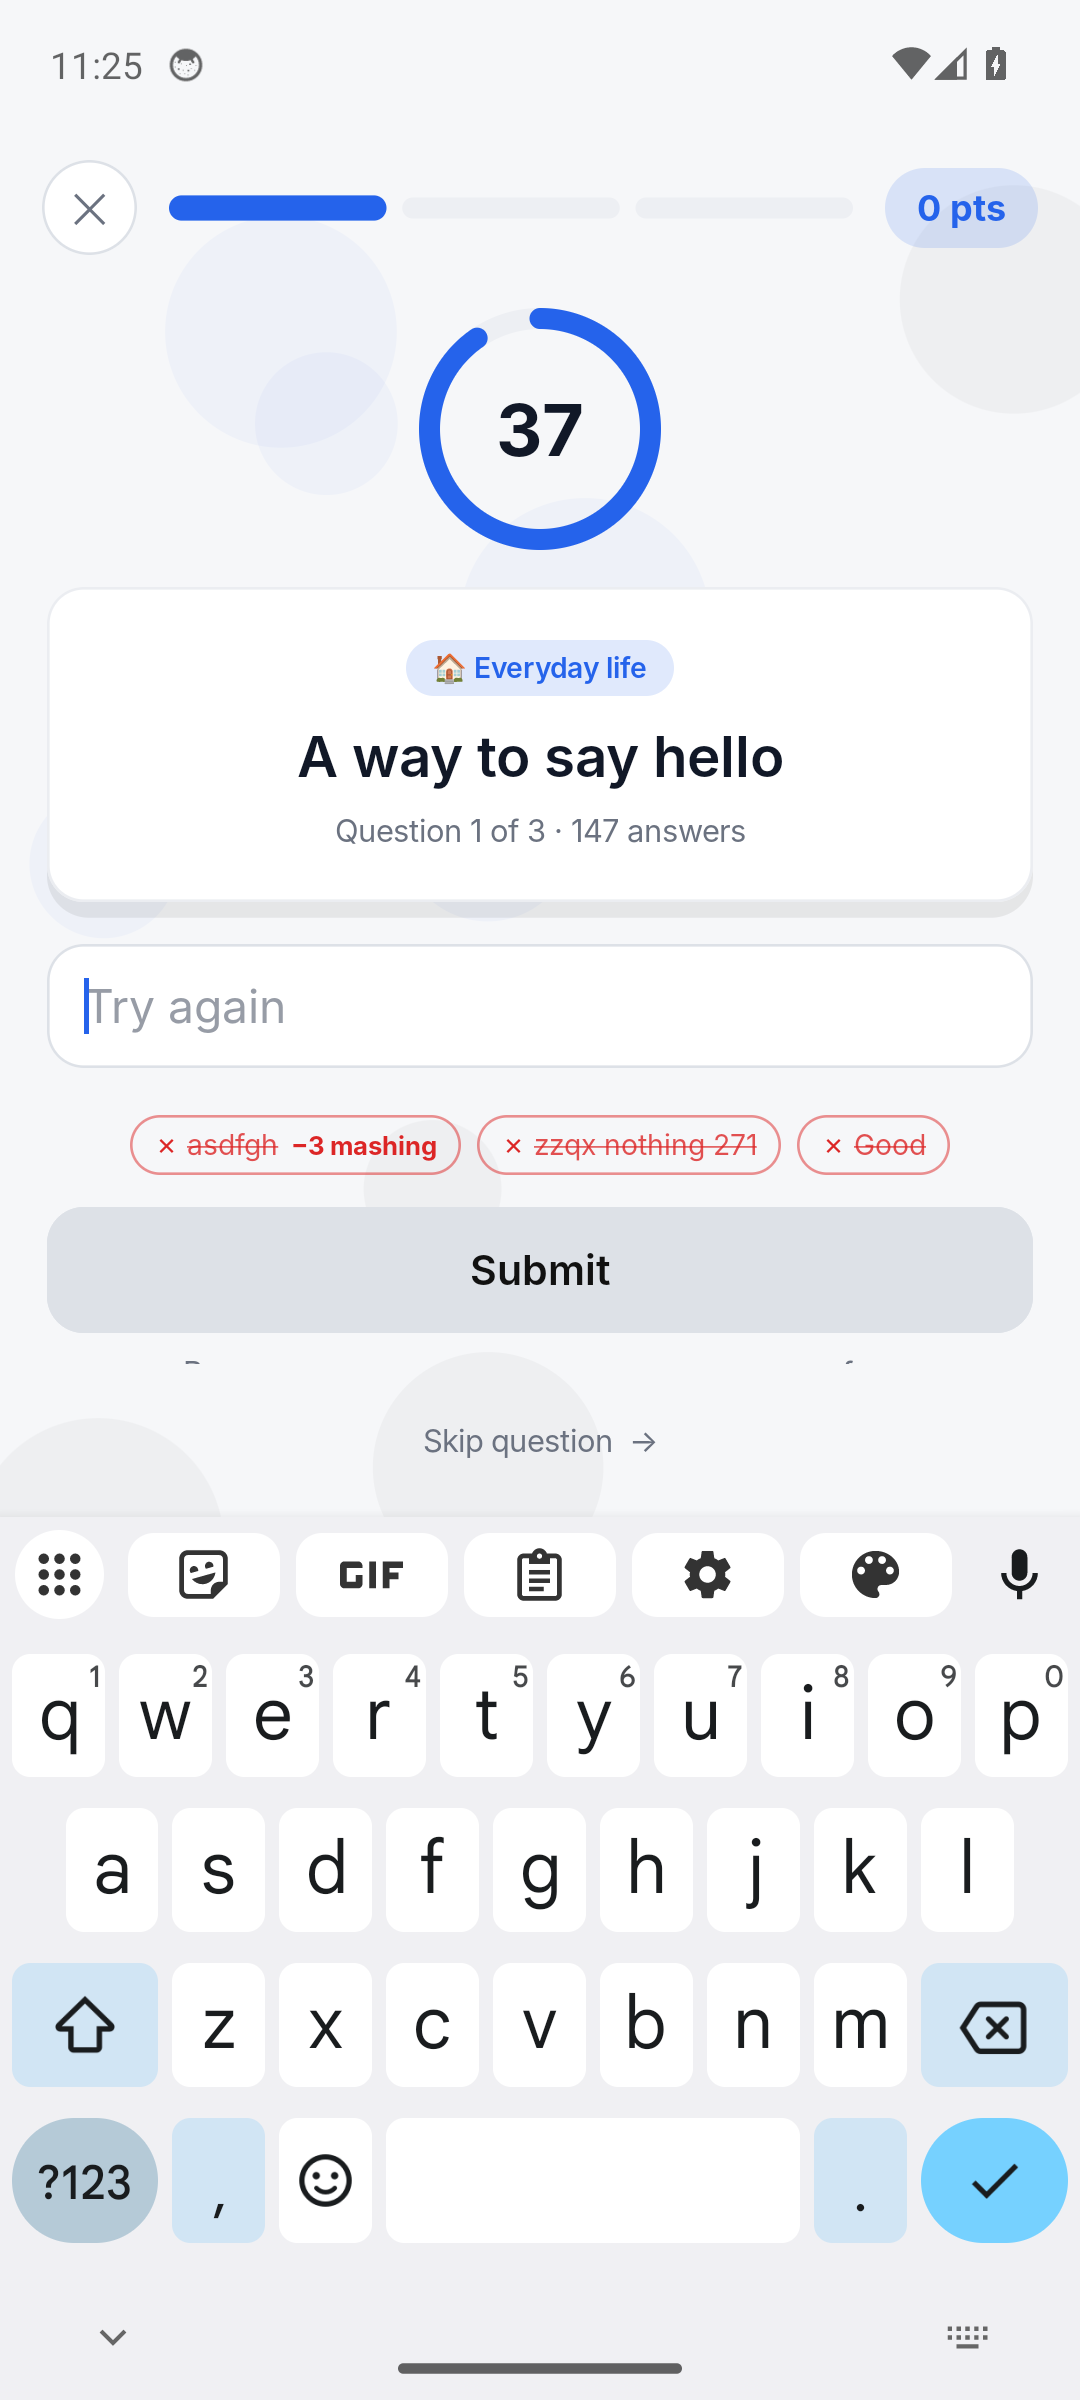 11:25
0 pts
37
🏠 Everyday life
A way to say hello
Question 1 of 3 · 147 answers
Try again
× asdfgh −3 mashing × zzqx nothing 271 × Good
Submit
Skip question →
GIF
q1 w2 e3 r4 t5 y6 u7 i8 o9 p0
a s d f g h j k l
z x c v b n m
?123 , .